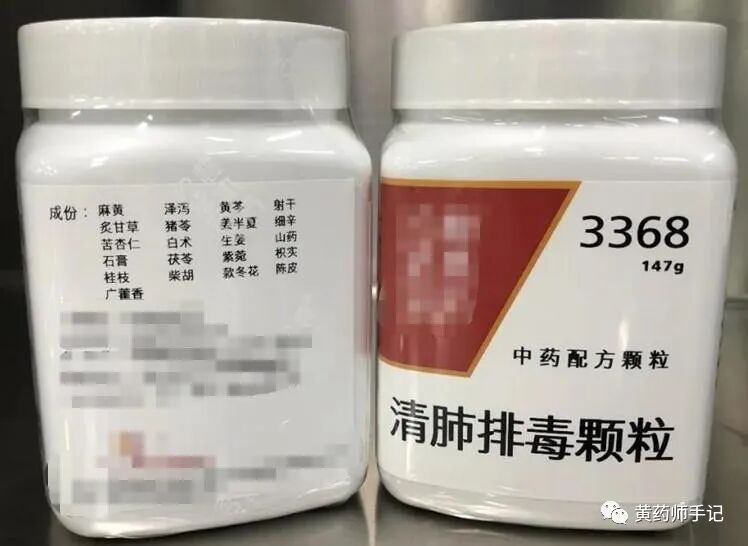 成份： 麻黄 泽泻 黄芩 射干
炙甘草 猪苓 姜半夏 细辛
苦杏仁 白术 生姜 山药
石膏 茯苓 紫菀 枳实
桂枝 柴胡 款冬花 陈皮
广藿香
3368
147g
中药配方颗粒
清肺排毒颗粒
黄药师手记